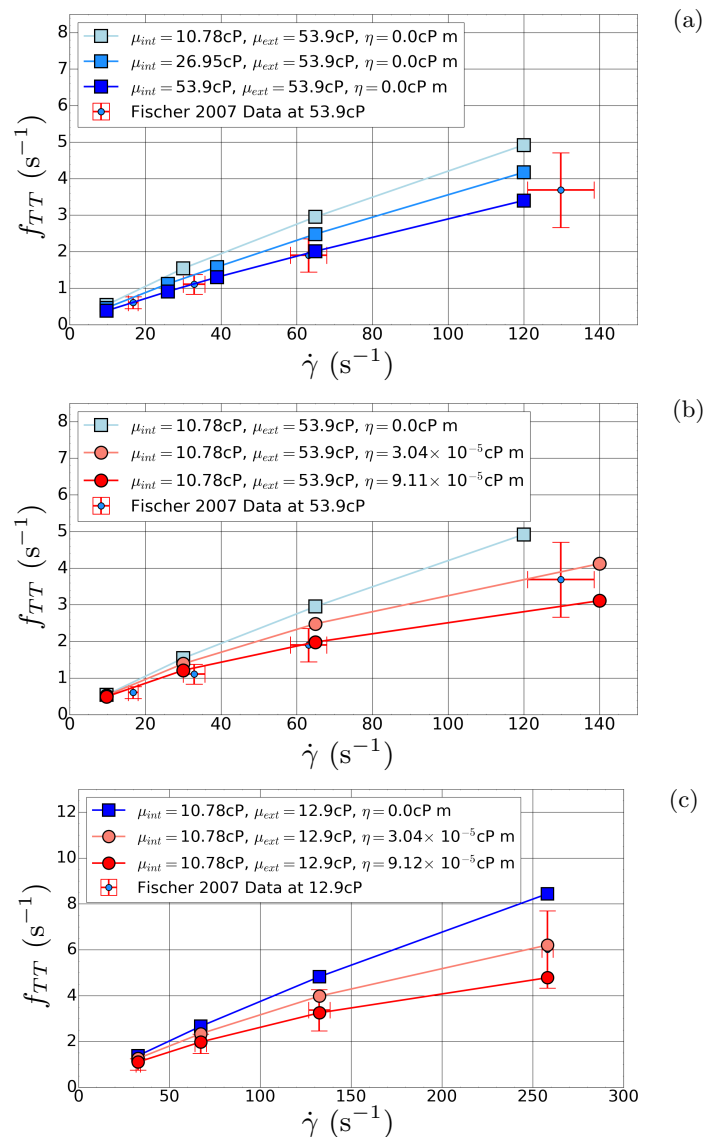 (a)
μ_int = 10.78cP, μ_ext = 53.9cP, η = 0.0cP m
μ_int = 26.95cP, μ_ext = 53.9cP, η = 0.0cP m
μ_int = 53.9cP, μ_ext = 53.9cP, η = 0.0cP m
Fischer 2007 Data at 53.9cP
8
7
6
5
4
3
2
1
0
f_TT (s⁻¹)
0 20 40 60 80 100 120 140
γ̇ (s⁻¹)
(b)
μ_int = 10.78cP, μ_ext = 53.9cP, η = 0.0cP m
μ_int = 10.78cP, μ_ext = 53.9cP, η = 3.04× 10⁻⁵cP m
μ_int = 10.78cP, μ_ext = 53.9cP, η = 9.11× 10⁻⁵cP m
Fischer 2007 Data at 53.9cP
8
7
6
5
4
3
2
1
0
f_TT (s⁻¹)
0 20 40 60 80 100 120 140
γ̇ (s⁻¹)
(c)
μ_int = 10.78cP, μ_ext = 12.9cP, η = 0.0cP m
μ_int = 10.78cP, μ_ext = 12.9cP, η = 3.04× 10⁻⁵cP m
μ_int = 10.78cP, μ_ext = 12.9cP, η = 9.12× 10⁻⁵cP m
Fischer 2007 Data at 12.9cP
12
10
8
6
4
2
0
f_TT (s⁻¹)
0 50 100 150 200 250 300
γ̇ (s⁻¹)